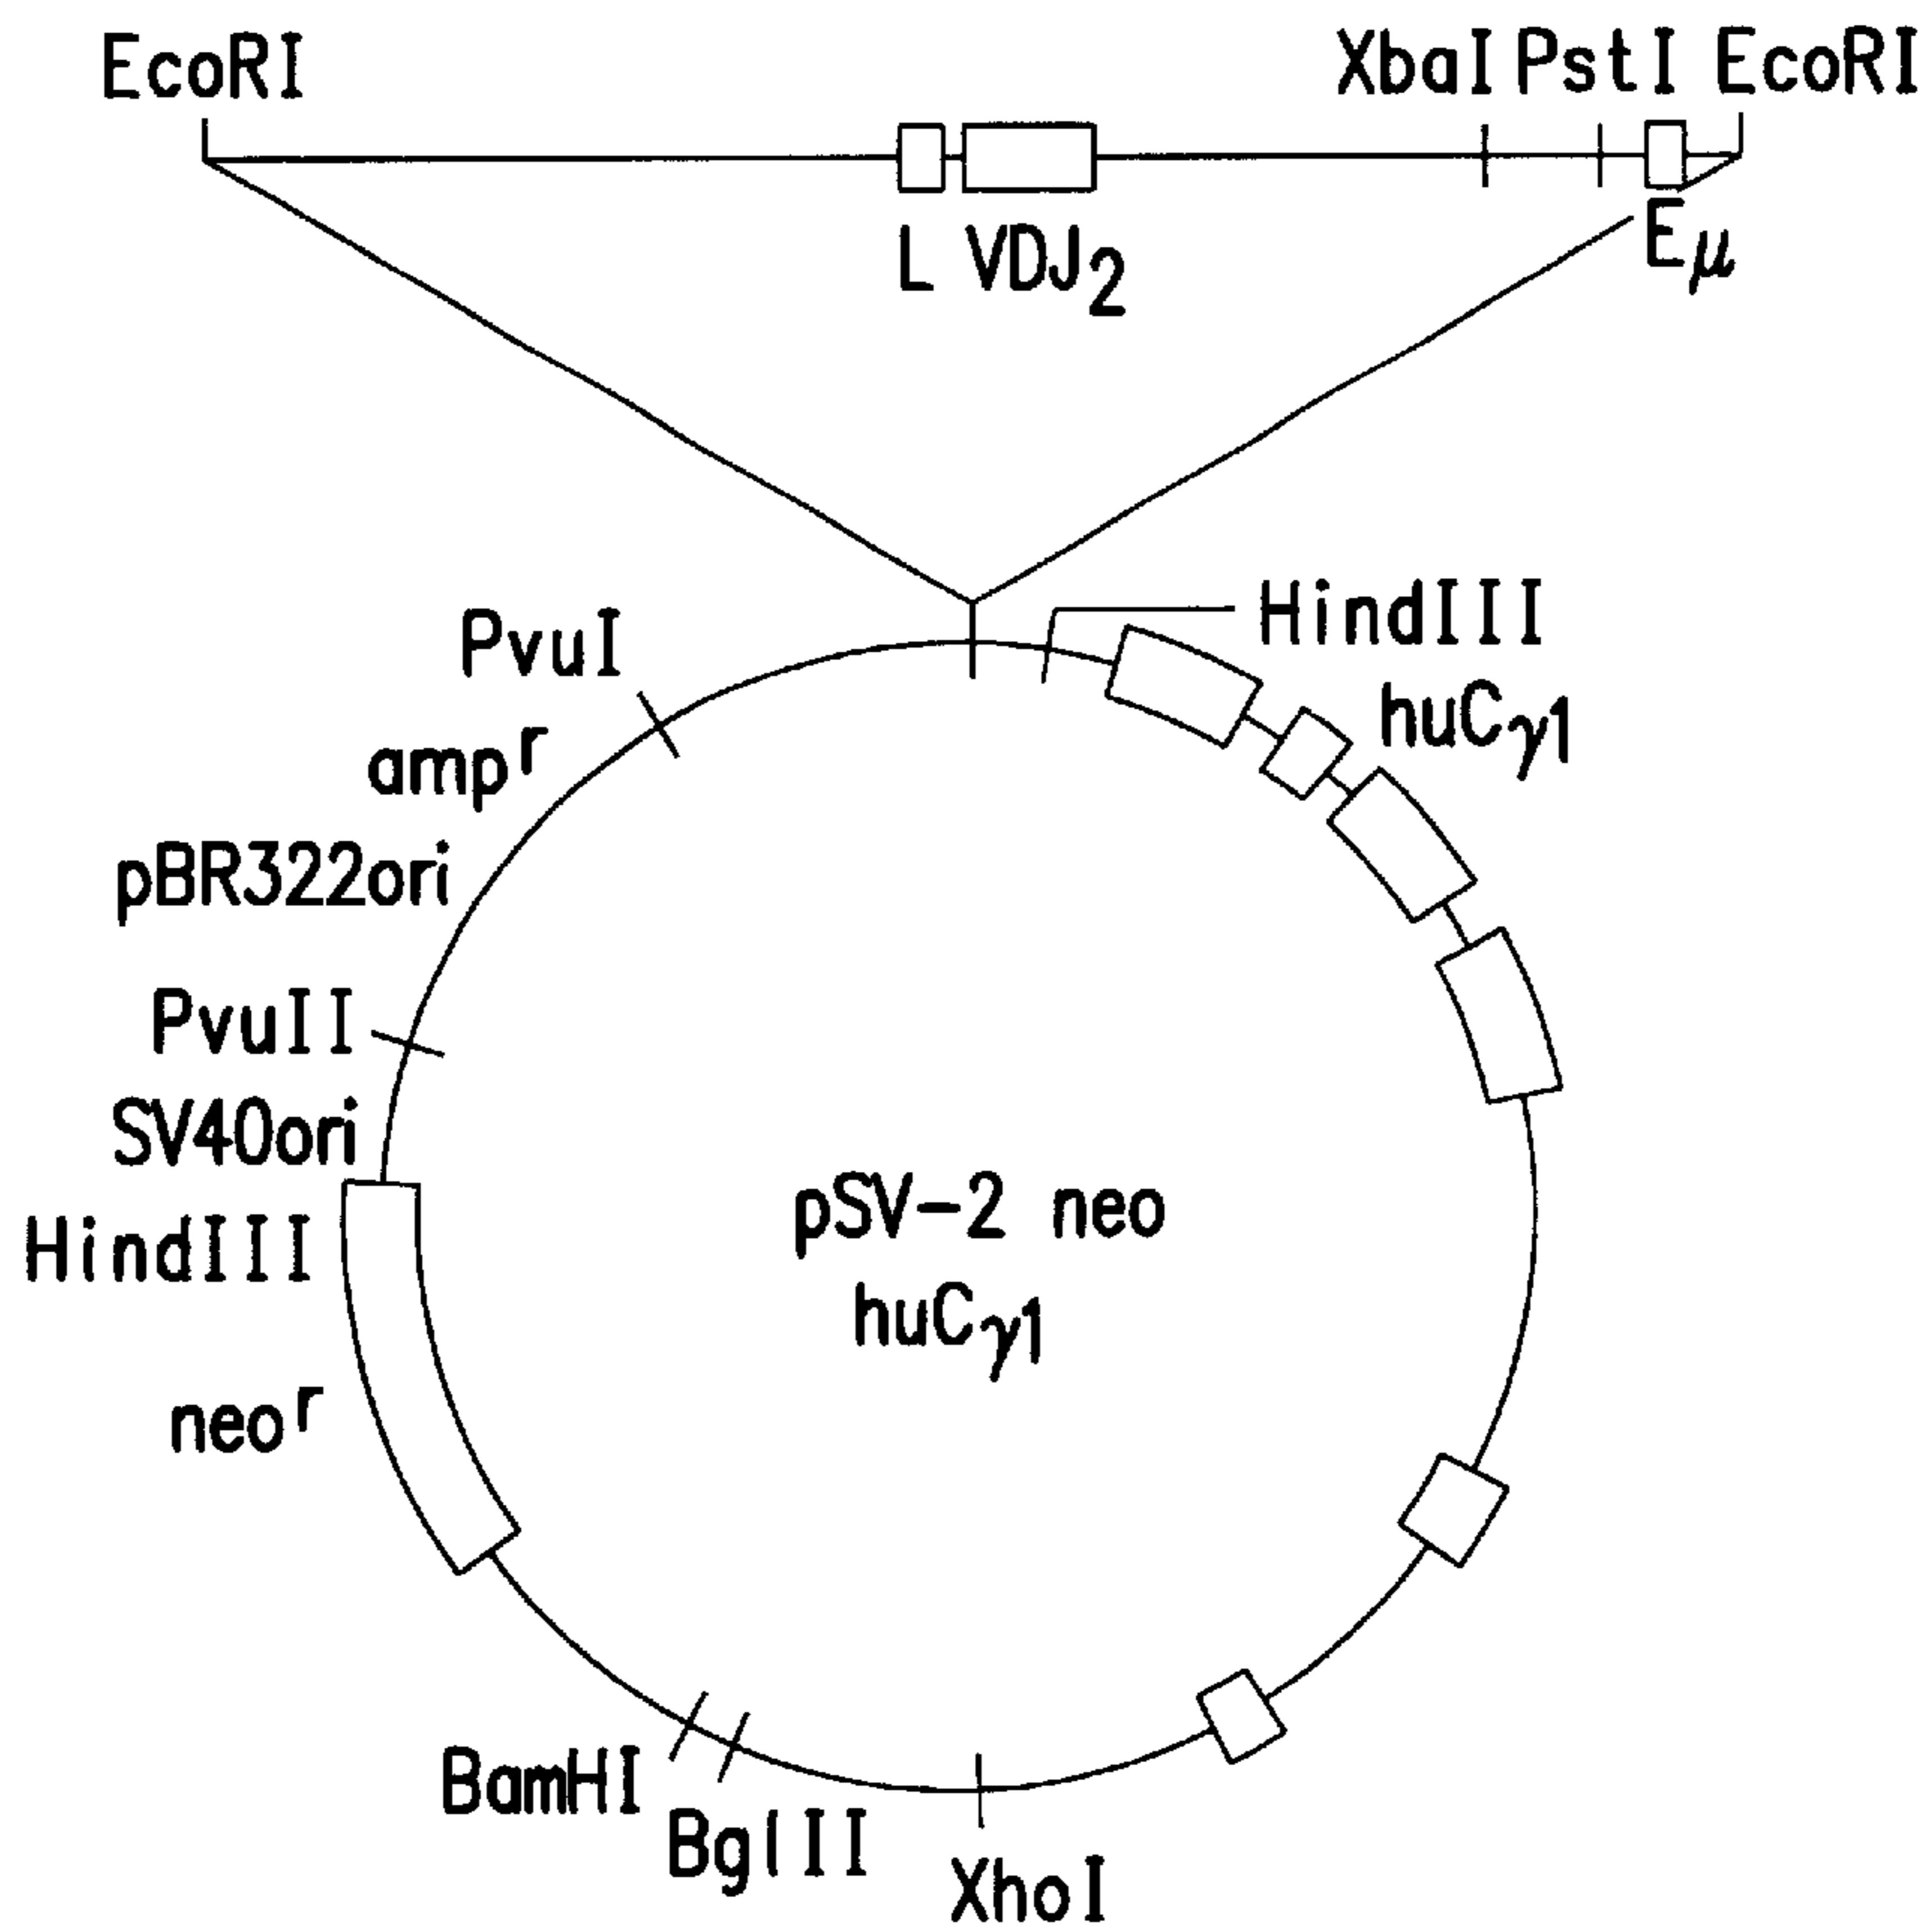 EcoRI XbaI PstI EcoRI
L VDJ₂ Eμ
HindIII
PvuI
huCγ1
ampʳ
pBR322ori
PvuII
SV40ori
pSV-2 neo
HindIII
huCγ1
neoʳ
BamHI
BglII
XhoI